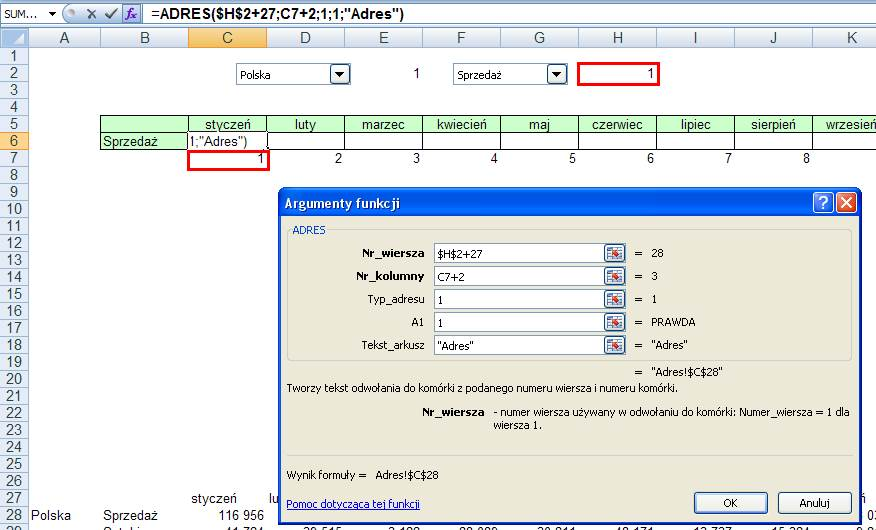 SUM... =ADRES($H$2+27;C7+2;1;1;"Adres")
A B C D E F G H I J K
1
2 Polska 1 Sprzedaż 1
3
4
5 styczeń luty marzec kwiecień maj czerwiec lipiec sierpień wrzesień
6 Sprzedaż 1;"Adres")
7 1 2 3 4 5 6 7 8
8
9
10
11
12
13
14
15
16
17
18
19
20
21
22
23
24
25
26
Argumenty funkcji
ADRES
Nr_wiersza $H$2+27 = 28
Nr_kolumny C7+2 = 3
Typ_adresu 1 = 1
A1 1 = PRAWDA
Tekst_arkusz "Adres" = "Adres"
= "Adres!$C$28"
Tworzy tekst odwołania do komórki z podanego numeru wiersza i numeru komórki.
Nr_wiersza - numer wiersza używany w odwołaniu do komórki: Numer_wiersza = 1 dla
wiersza 1.
Wynik formuły = Adres!$C$28
Pomoc dotycząca tej funkcji OK Anuluj
27 styczeń
28 Polska Sprzedaż 116 956